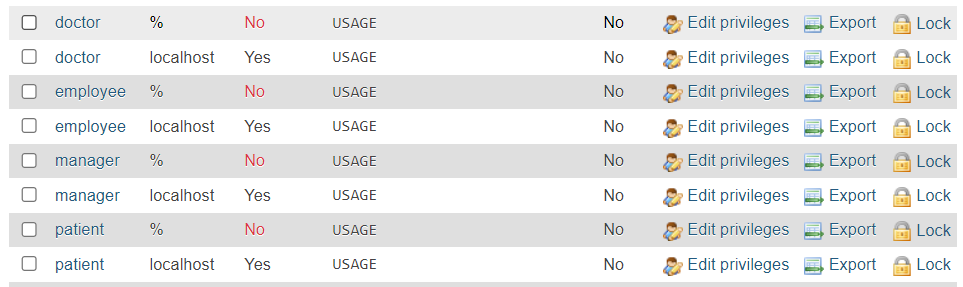 doctor % No USAGE No Edit privileges Export Lock
doctor localhost Yes USAGE No Edit privileges Export Lock
employee % No USAGE No Edit privileges Export Lock
employee localhost Yes USAGE No Edit privileges Export Lock
manager % No USAGE No Edit privileges Export Lock
manager localhost Yes USAGE No Edit privileges Export Lock
patient % No USAGE No Edit privileges Export Lock
patient localhost Yes USAGE No Edit privileges Export Lock